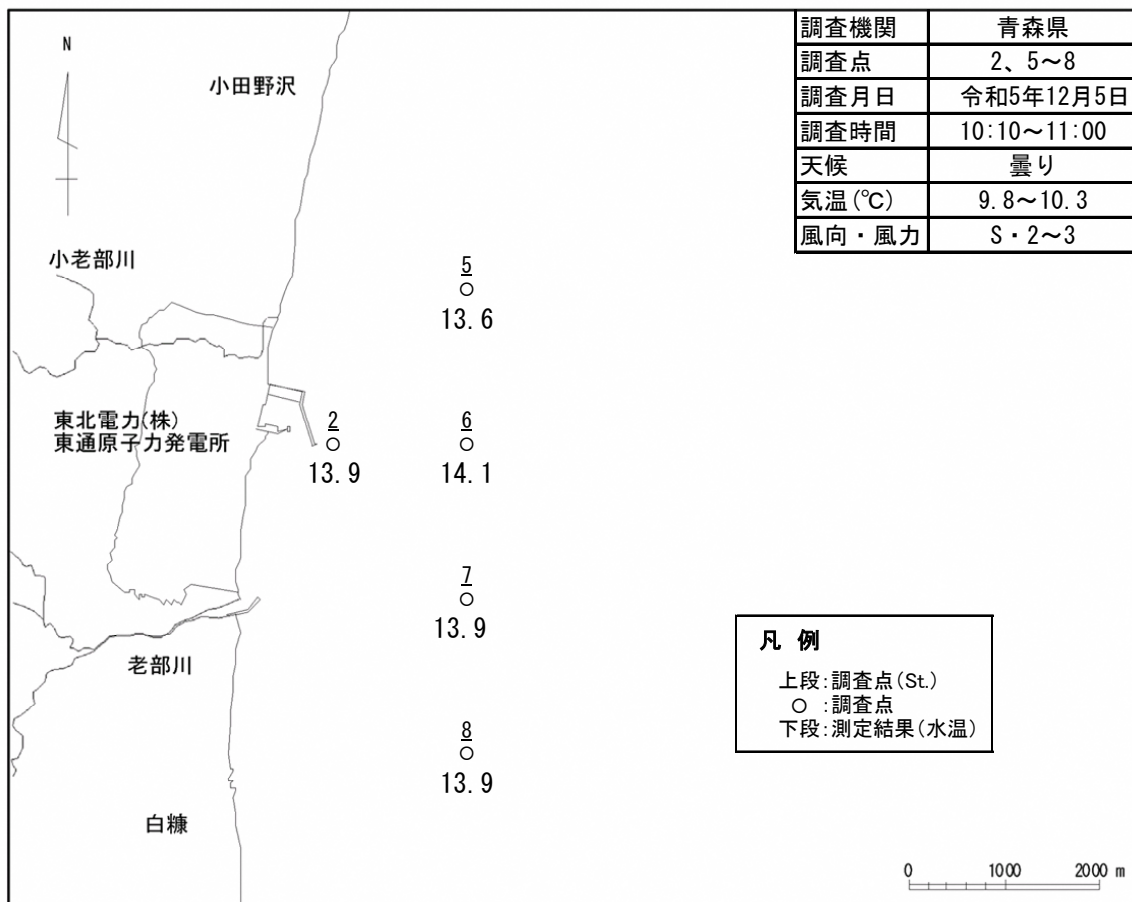 調査機関 青森県
調査点 2、5～8
調査月日 令和5年12月5日
調査時間 10:10～11:00
天候 曇り
気温(℃) 9.8～10.3
風向・風力 S・2～3
N
小田野沢
小老部川
5
13.6
東北電力(株)
東通原子力発電所
2
13.9
6
14.1
7
13.9
老部川
8
13.9
白糠
凡 例
上段:調査点(St.)
○ :調査点
下段:測定結果(水温)
0 1000 2000 m